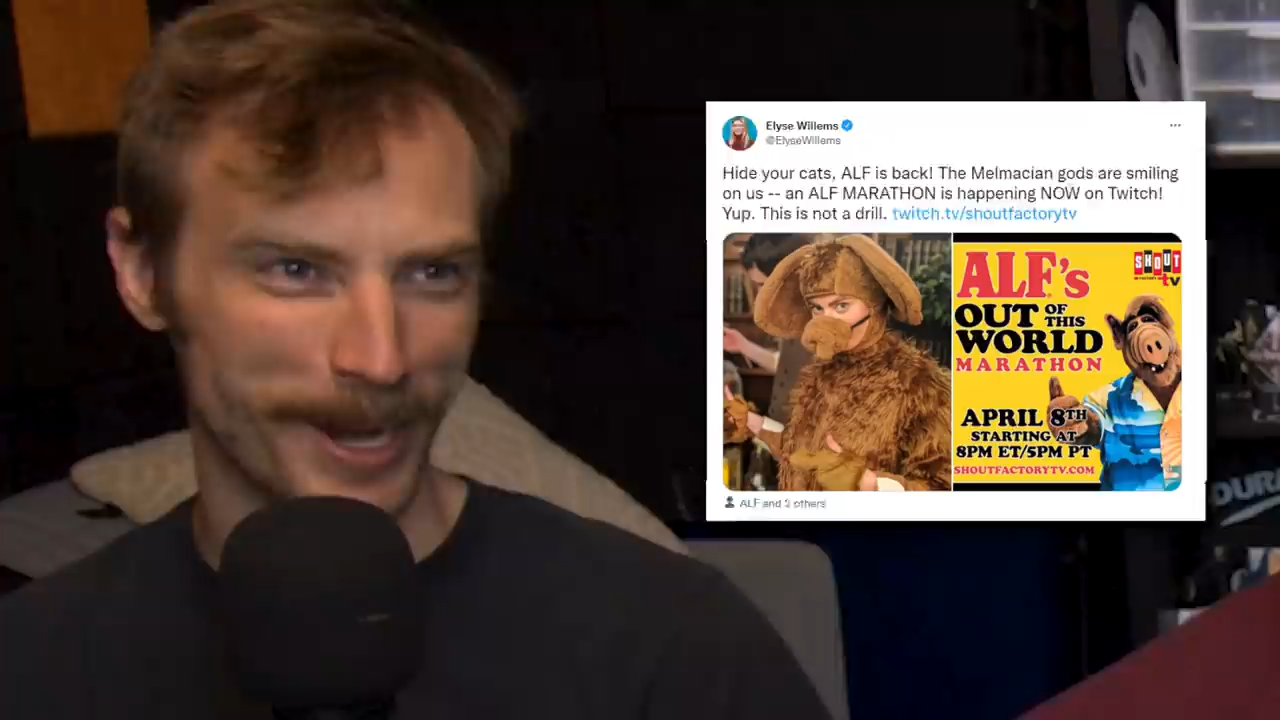 Elyse Willems
@ElyseWillems
Hide your cats, ALF is back! The Melmacian gods are smiling
on us -- an ALF MARATHON is happening NOW on Twitch!
Yup. This is not a drill. twitch.tv/shoutfactorytv
SHOUT
tv
ALF's
OUT OF THIS
WORLD
MARATHON
APRIL 8TH
STARTING AT
8PM ET/5PM PT
SHOUTFACTORYTV.COM
ALF and 2 others
DURA